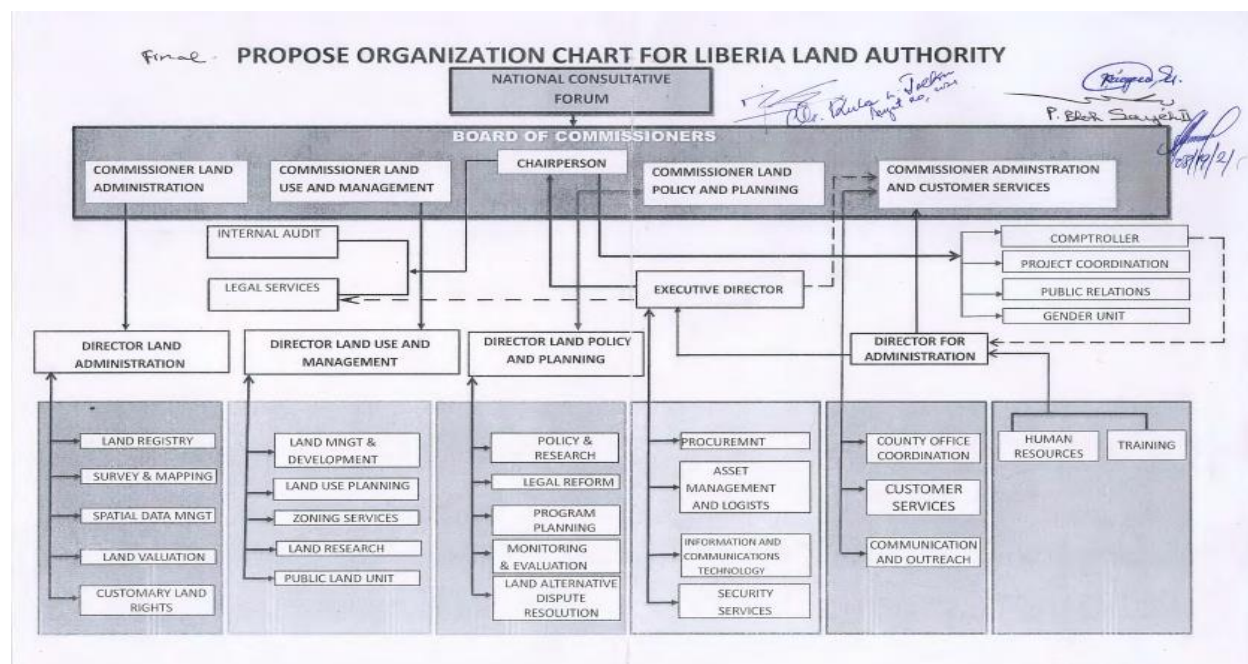 Final. PROPOSE ORGANIZATION CHART FOR LIBERIA LAND AUTHORITY
NATIONAL CONSULTATIVE
FORUM
BOARD OF COMMISSIONERS
COMMISSIONER LAND
ADMINISTRATION
COMMISSIONER LAND
USE AND MANAGEMENT
CHAIRPERSON
COMMISSIONER LAND
POLICY AND PLANNING
COMMISSIONER ADMINSTRATION
AND CUSTOMER SERVICES
INTERNAL AUDIT
LEGAL SERVICES
EXECUTIVE DIRECTOR
COMPTROLLER
PROJECT COORDINATION
PUBLIC RELATIONS
GENDER UNIT
DIRECTOR LAND
ADMINISTRATION
DIRECTOR LAND USE AND
MANAGEMENT
DIRECTOR LAND POLICY
AND PLANNING
DIRECTOR FOR
ADMINISTRATION
LAND REGISTRY
SURVEY & MAPPING
SPATIAL DATA MNGT
LAND VALUATION
CUSTOMARY LAND
RIGHTS
LAND MNGT &
DEVELOPMENT
LAND USE PLANNING
ZONING SERVICES
LAND RESEARCH
PUBLIC LAND UNIT
POLICY &
RESEARCH
LEGAL REFORM
PROGRAM
PLANNING
MONITORING
& EVALUATION
LAND ALTERNATIVE
DISPUTE
RESOLUTION
PROCUREMNT
ASSET
MANAGEMENT
AND LOGISTS
INFORMATION AND
COMMUNICATIONS
TECHNOLOGY
SECURITY
SERVICES
COUNTY OFFICE
COORDINATION
CUSTOMER
SERVICES
COMMUNICATION
AND OUTREACH
HUMAN
RESOURCES
TRAINING